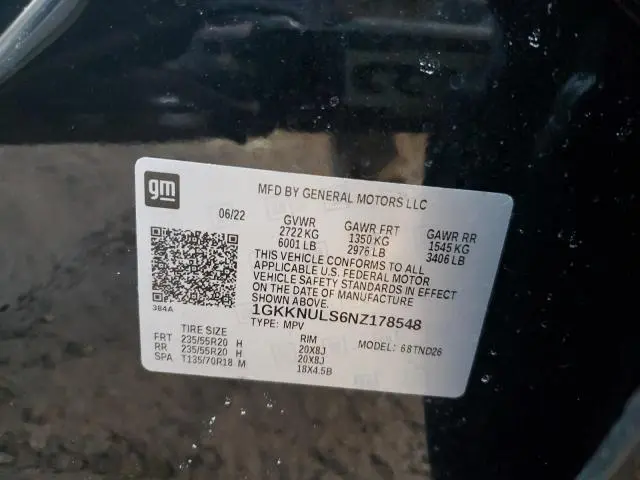 gm
MFD BY GENERAL MOTORS LLC
06/22
GVWR GAWR FRT GAWR RR
2722 KG 1350 KG 1545 KG
6001 LB 2976 LB 3406 LB
THIS VEHICLE CONFORMS TO ALL
APPLICABLE U.S. FEDERAL MOTOR
VEHICLE SAFETY STANDARDS IN EFFECT
ON THE DATE OF MANUFACTURE
SHOWN ABOVE.
384A
1GKKNULS6NZ178548
TYPE: MPV
TIRE SIZE RIM MODEL: 68TND26
FRT 235/55R20 H 20X8J
RR 235/55R20 H 20X8J
SPA T135/70R18 M 18X4.5B